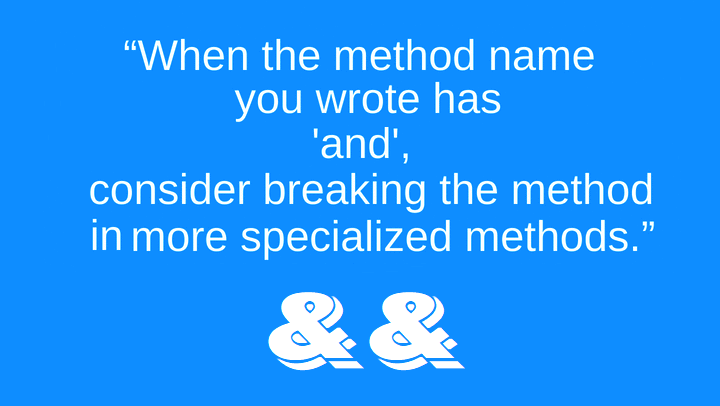 “When the method name
you wrote has
'and',
consider breaking the method
in more specialized methods.”
&&